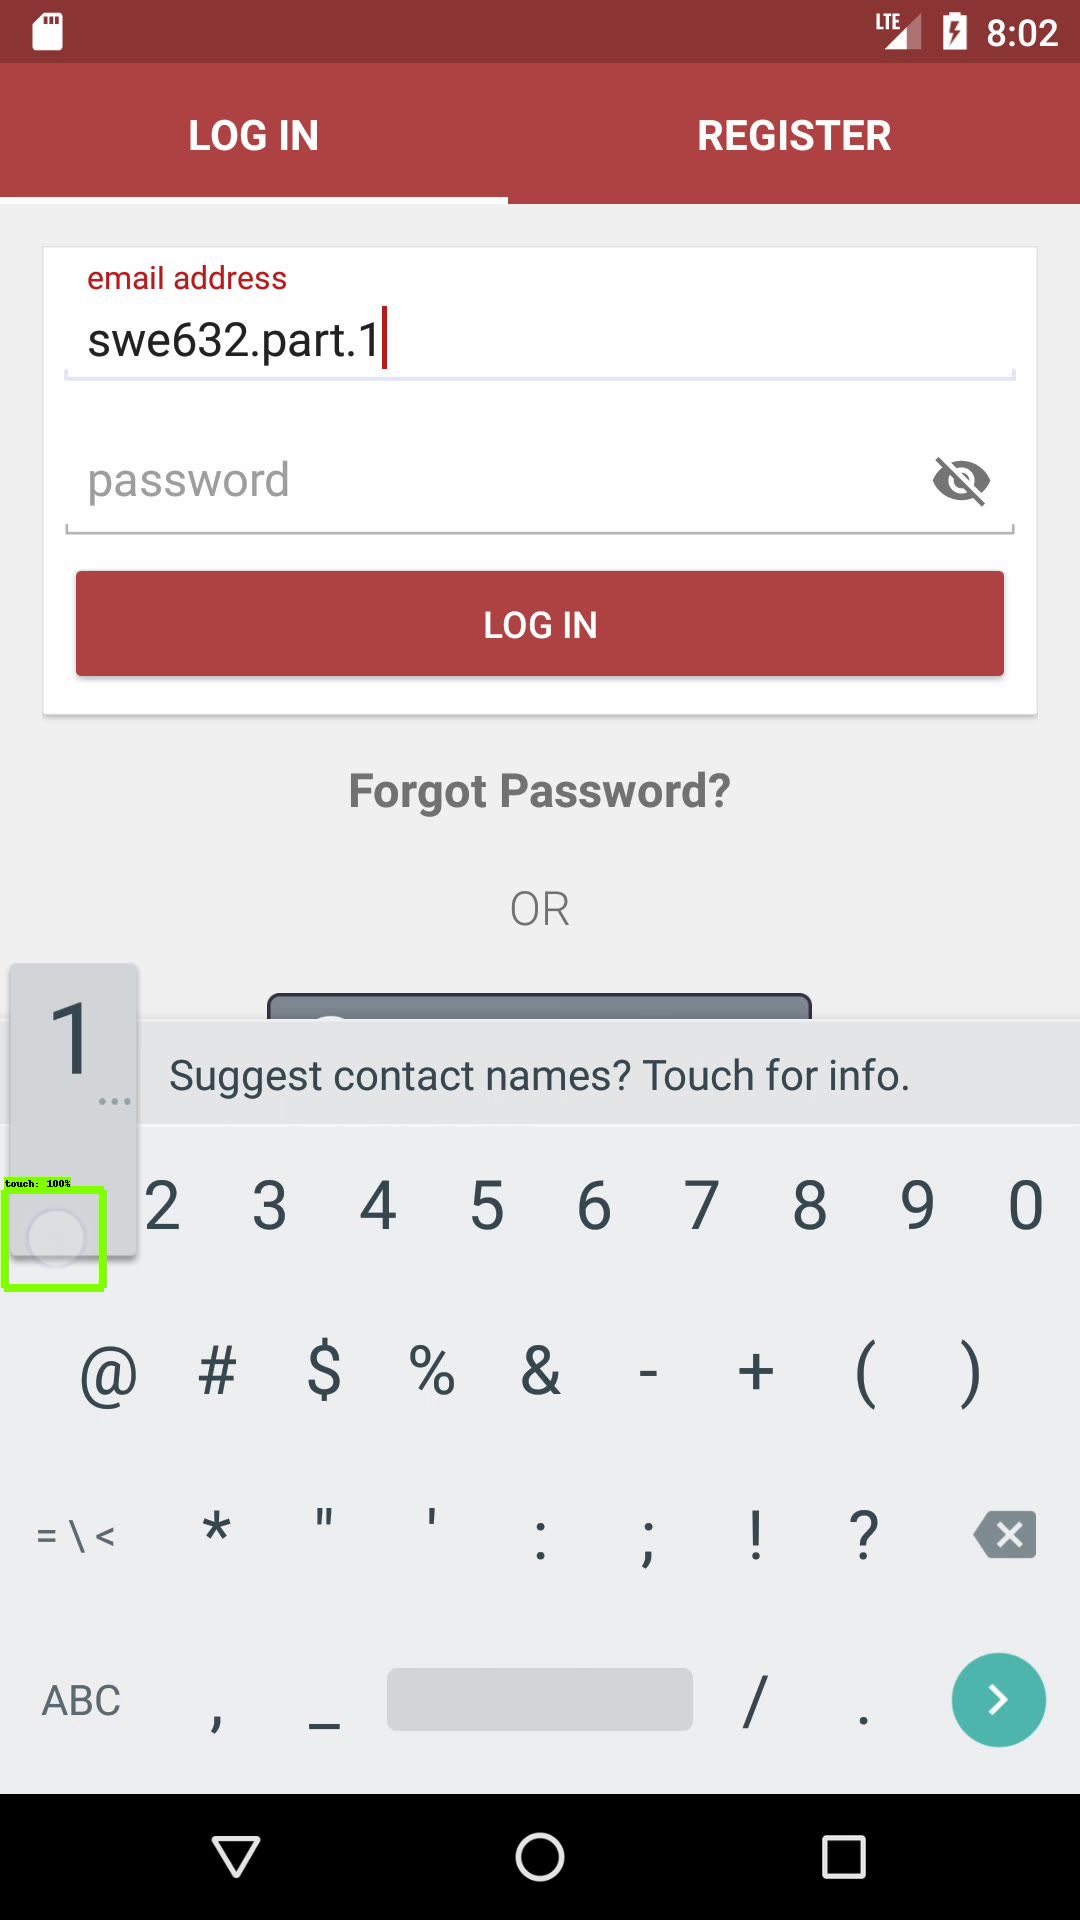 LTE 8:02
LOG IN REGISTER
email address
swe632.part.1
password
LOG IN
Forgot Password?
OR
1
...
Suggest contact names? Touch for info.
touch: 100%
2 3 4 5 6 7 8 9 0
@ # $ % & - + ( )
= \ < * " ' : ; ! ?
ABC , _ / .